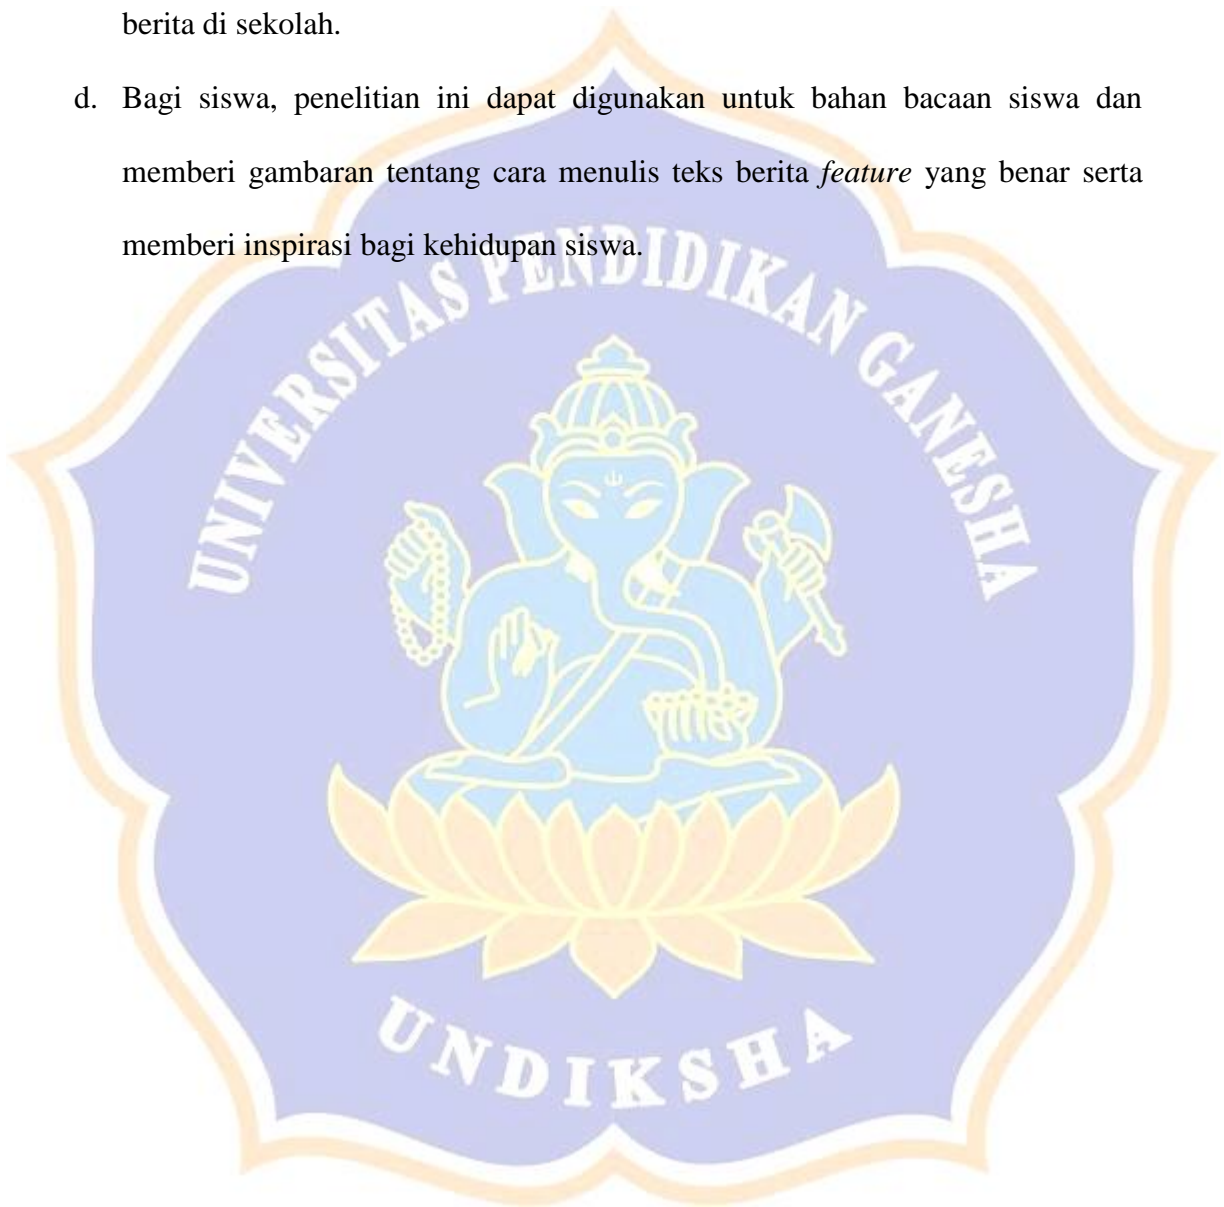 berita di sekolah.
d. Bagi siswa, penelitian ini dapat digunakan untuk bahan bacaan siswa dan
memberi gambaran tentang cara menulis teks berita feature yang benar serta
memberi inspirasi bagi kehidupan siswa.
UNIVERSITAS PENDIDIKAN GANESHA
UNDIKSHA